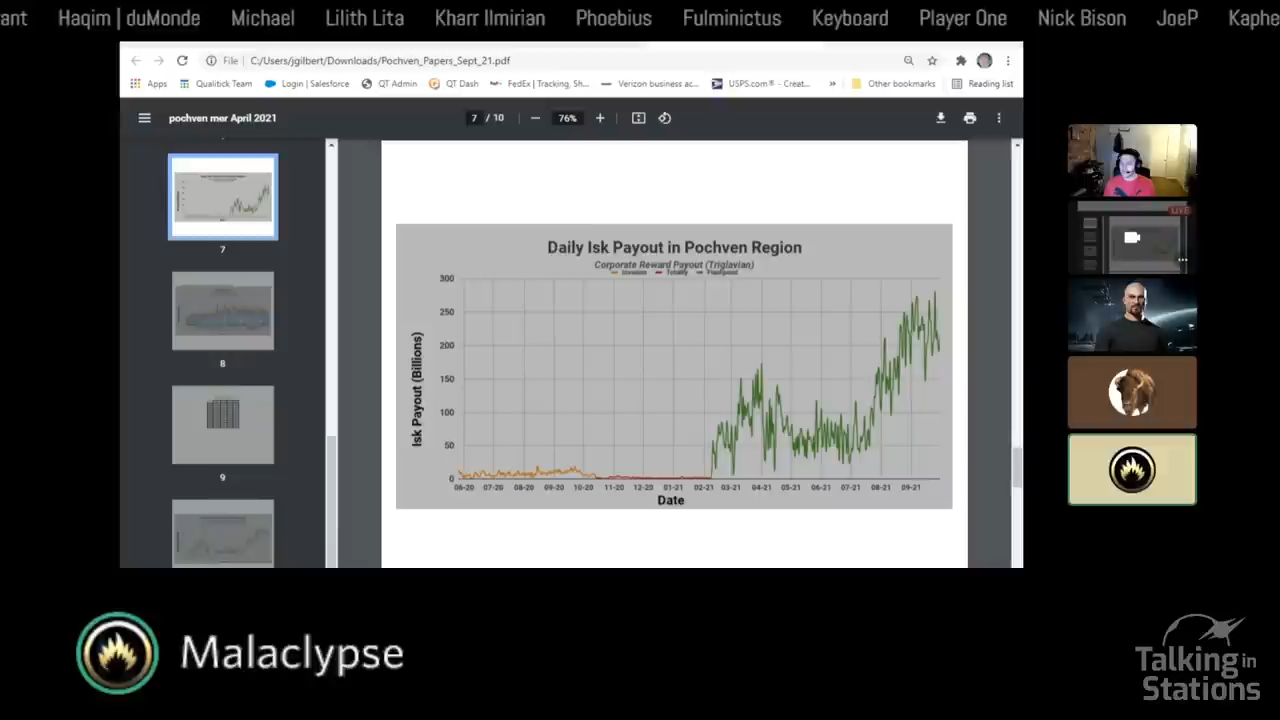 rant Haqim | duMonde Michael Lilith Lita Kharr Ilmirian Phoebius Fulminictus Keyboard Player One Nick Bison JoeP Kaphe
File | C:/Users/jgilbert/Downloads/Pochven_Papers_Sept_21.pdf
Apps Qualitick Team Login | Salesforce QT Admin QT Dash FedEx | Tracking, Sh... Verizon business ac... USPS.com® - Creat... » Other bookmarks Reading list
pochven mer April 2021 7 / 10 76%
7
8
9
Daily Isk Payout in Pochven Region
Corporate Reward Payout (Triglavian)
Invasion Totality Flashpoint
Isk Payout (Billions)
300
250
200
150
100
50
0
06-20 07-20 08-20 09-20 10-20 11-20 12-20 01-21 02-21 03-21 04-21 05-21 06-21 07-21 08-21 09-21
Date
LIVE
Malaclypse
Talking in
Stations